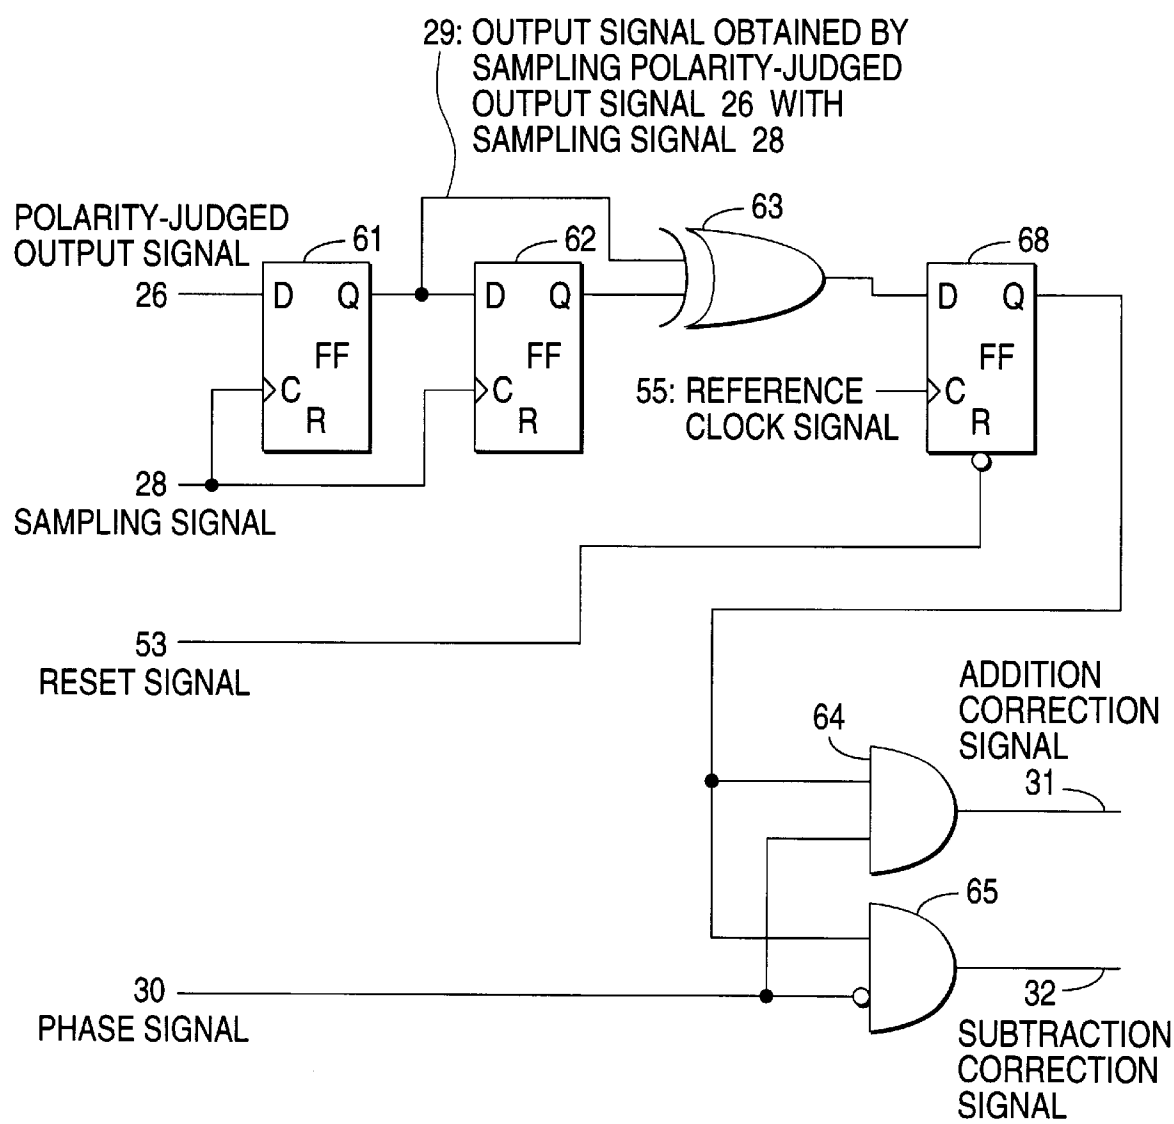 29: OUTPUT SIGNAL OBTAINED BY
SAMPLING POLARITY-JUDGED
OUTPUT SIGNAL 26 WITH
SAMPLING SIGNAL 28
POLARITY-JUDGED
OUTPUT SIGNAL
61
62
63
68
26
D Q
FF
C
R
D Q
FF
C
R
D Q
FF
C
R
55: REFERENCE
CLOCK SIGNAL
28
SAMPLING SIGNAL
53
RESET SIGNAL
ADDITION
CORRECTION
SIGNAL
64
31
65
30
PHASE SIGNAL
32
SUBTRACTION
CORRECTION
SIGNAL